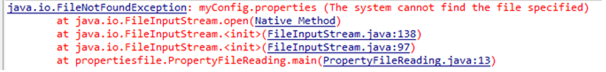 java.io.FileNotFoundException: myConfig.properties (The system cannot find the file specified)
at java.io.FileInputStream.open(Native Method)
at java.io.FileInputStream.<init>(FileInputStream.java:138)
at java.io.FileInputStream.<init>(FileInputStream.java:97)
at propertiesfile.PropertyFileReading.main(PropertyFileReading.java:13)